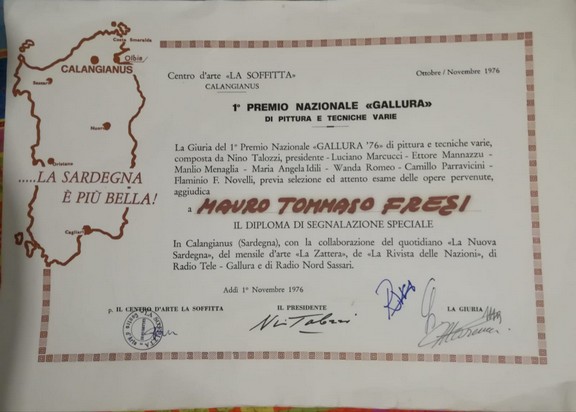 Costa Smeralda
Olbia
CALANGIANUS
Sassari
Nuoro
Oristano
.....LA SARDEGNA
È PIÙ BELLA!
Cagliari
Centro d'arte «LA SOFFITTA»
CALANGIANUS
Ottobre/Novembre 1976
1° PREMIO NAZIONALE «GALLURA»
DI PITTURA E TECNICHE VARIE
La Giuria del 1° Premio Nazionale «GALLURA '76» di pittura e tecniche varie,
composta da Nino Talozzi, presidente - Luciano Marcucci - Ettore Mannazzu -
Manlio Menaglia - Maria Angela Idili - Wanda Romeo - Camillo Parravicini -
Flaminio F. Novelli, previa selezione ed attento esame delle opere pervenute,
aggiudica
a MAURO TOMMASO FRESI
IL DIPLOMA DI SEGNALAZIONE SPECIALE
In Calangianus (Sardegna), con la collaborazione del quotidiano «La Nuova
Sardegna», del mensile d'arte «La Zattera», de «La Rivista delle Nazioni», di
Radio Tele - Gallura e di Radio Nord Sassari.
Addì 1° Novembre 1976
p. IL CENTRO D'ARTE LA SOFFITTA
IL PRESIDENTE
LA GIURIA